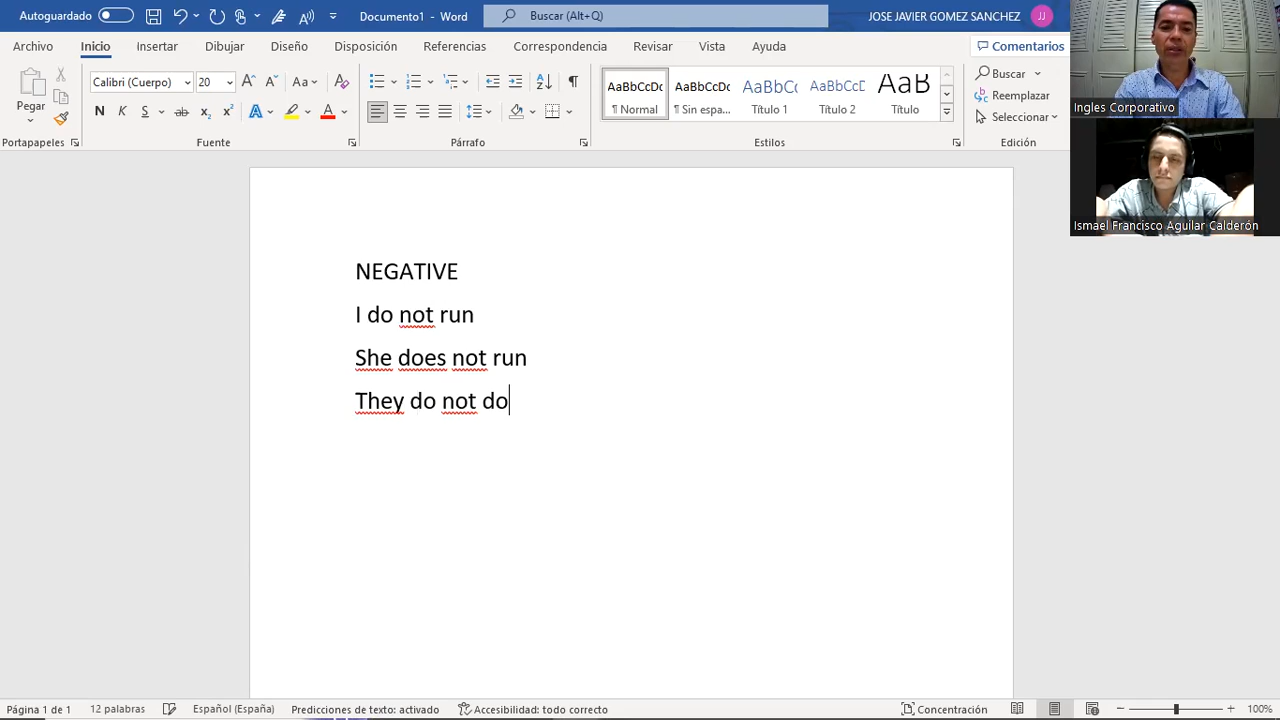 Autoguardado
Documento1 - Word
Buscar (Alt+Q)
JOSE JAVIER GOMEZ SANCHEZ
JJ
Archivo Inicio Insertar Dibujar Diseño Disposición Referencias Correspondencia Revisar Vista Ayuda
Comentarios
Pegar
Calibri (Cuerpo) 20
AaBbCcDc AaBbCcDc AaBbCc AaBbCcD AaB
¶ Normal ¶ Sin espa... Título 1 Título 2 Título
Buscar
Reemplazar
Seleccionar
Portapapeles Fuente Párrafo Estilos Edición
Ingles Corporativo
Ismael Francisco Aguilar Calderón
NEGATIVE
I do not run
She does not run
They do not do
Página 1 de 1 12 palabras Español (España) Predicciones de texto: activado Accesibilidad: todo correcto Concentración 100%